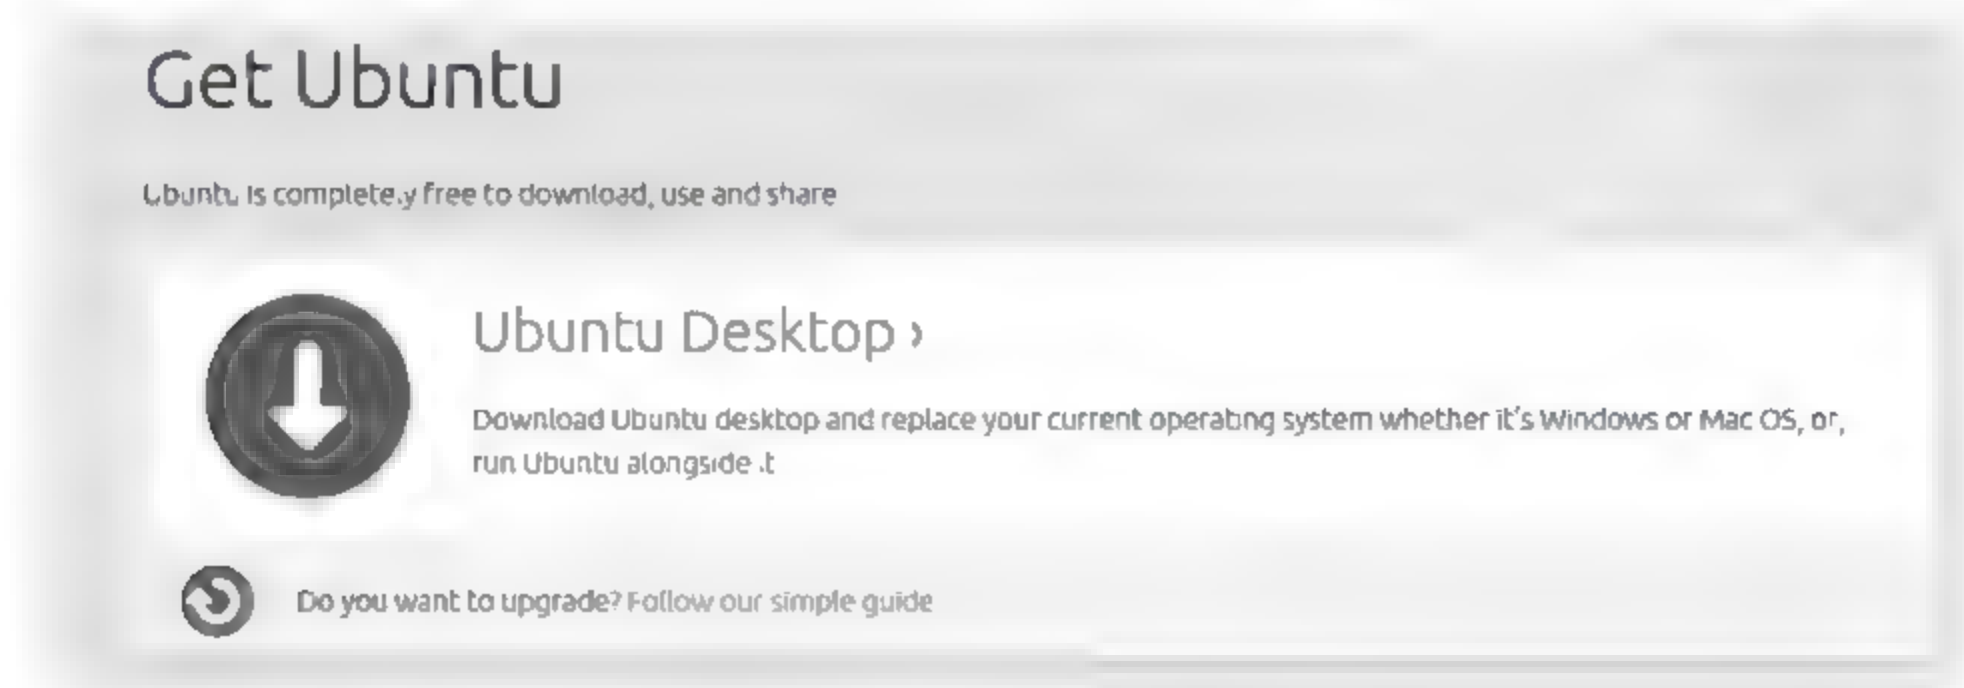 Get Ubuntu
Ubuntu is completely free to download, use and share
Ubuntu Desktop ›
Download Ubuntu desktop and replace your current operating system whether it's Windows or Mac OS, or,
run Ubuntu alongside it
Do you want to upgrade? Follow our simple guide